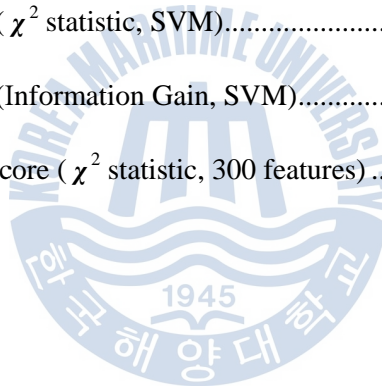 ( χ² statistic, SVM)......................
KOREA MARITIME UNIVERSITY
(Information Gain, SVM)............
core ( χ² statistic, 300 features) ..
1945
한국해양대학교